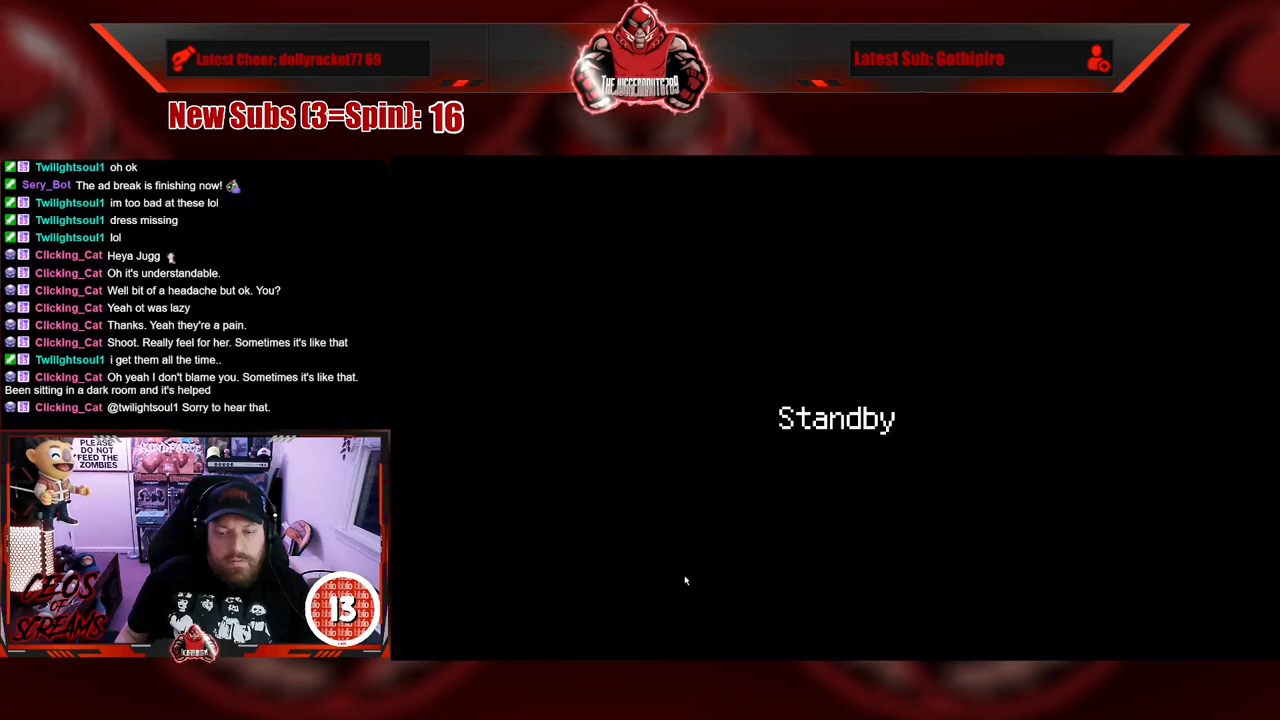 Latest Cheer: dollyrocket77 69
THEJUGGERNAUT6789
Latest Sub: Gothipire
New Subs (3=Spin): 16
Twilightsoul1 oh ok
Sery_Bot The ad break is finishing now!
Twilightsoul1 im too bad at these lol
Twilightsoul1 dress missing
Twilightsoul1 lol
Clicking_Cat Heya Jugg
Clicking_Cat Oh it's understandable.
Clicking_Cat Well bit of a headache but ok. You?
Clicking_Cat Yeah ot was lazy
Clicking_Cat Thanks. Yeah they're a pain.
Clicking_Cat Shoot. Really feel for her. Sometimes it's like that
Twilightsoul1 i get them all the time..
Clicking_Cat Oh yeah I don't blame you. Sometimes it's like that.
Been sitting in a dark room and it's helped
Clicking_Cat @twilightsoul1 Sorry to hear that.
Standby
PLEASE
DO NOT
FEED THE
ZOMBIES
CEOS
OF
SCREAMS
13